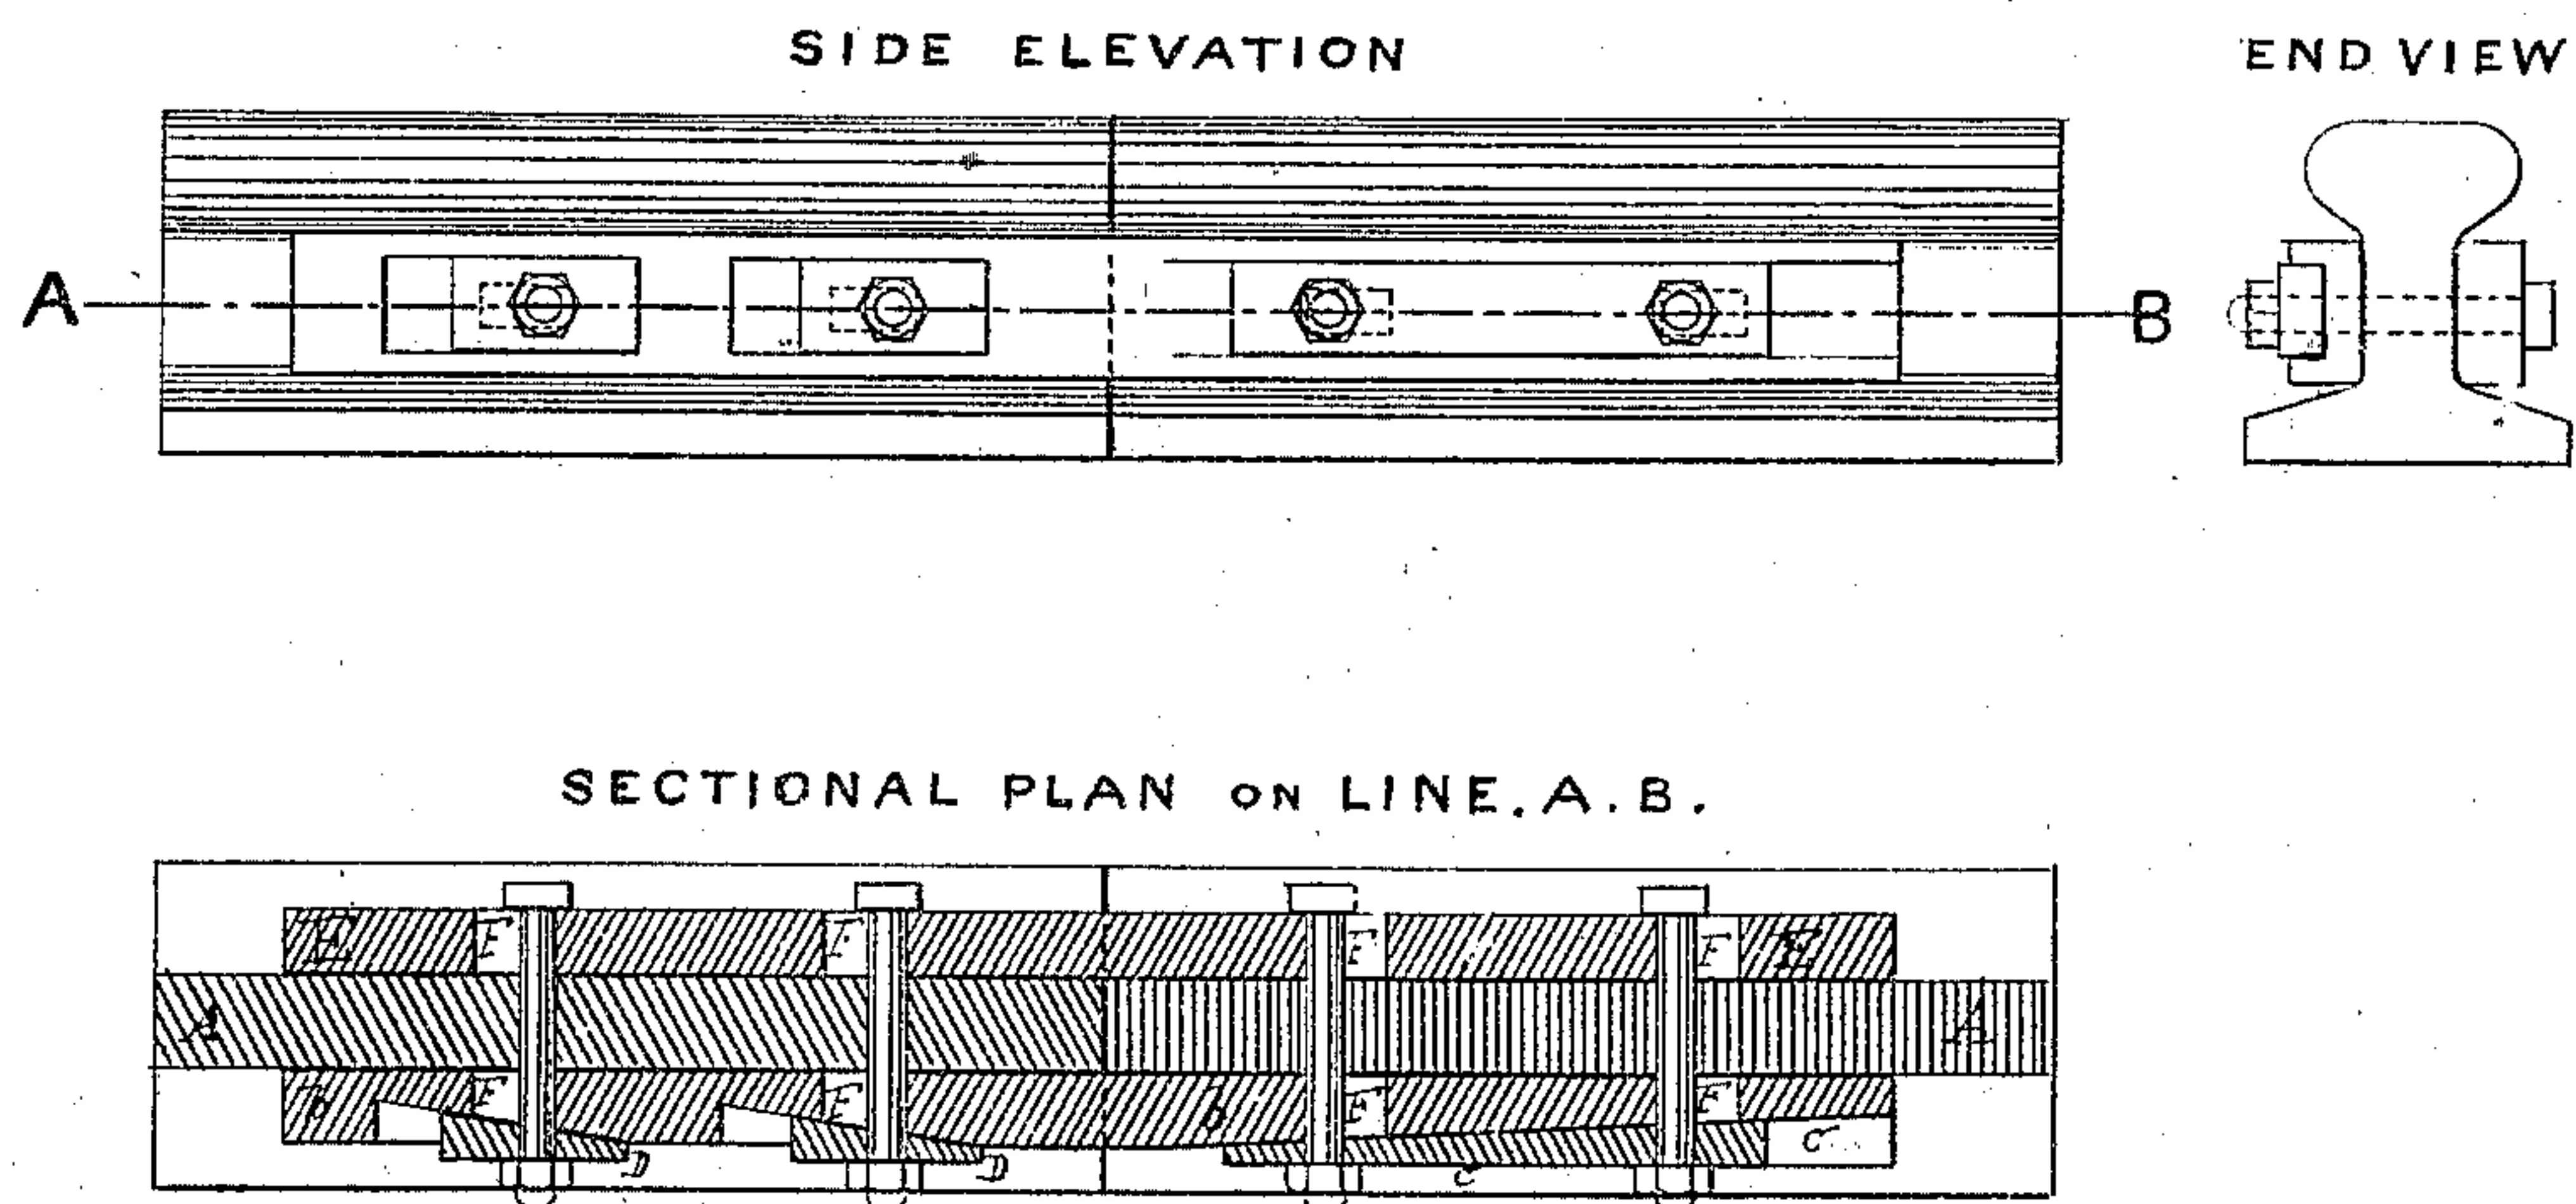 SIDE ELEVATION
END VIEW
A
B
SECTIONAL PLAN ON LINE. A. B.
F F F F E
A A
F F b F F C
D D C